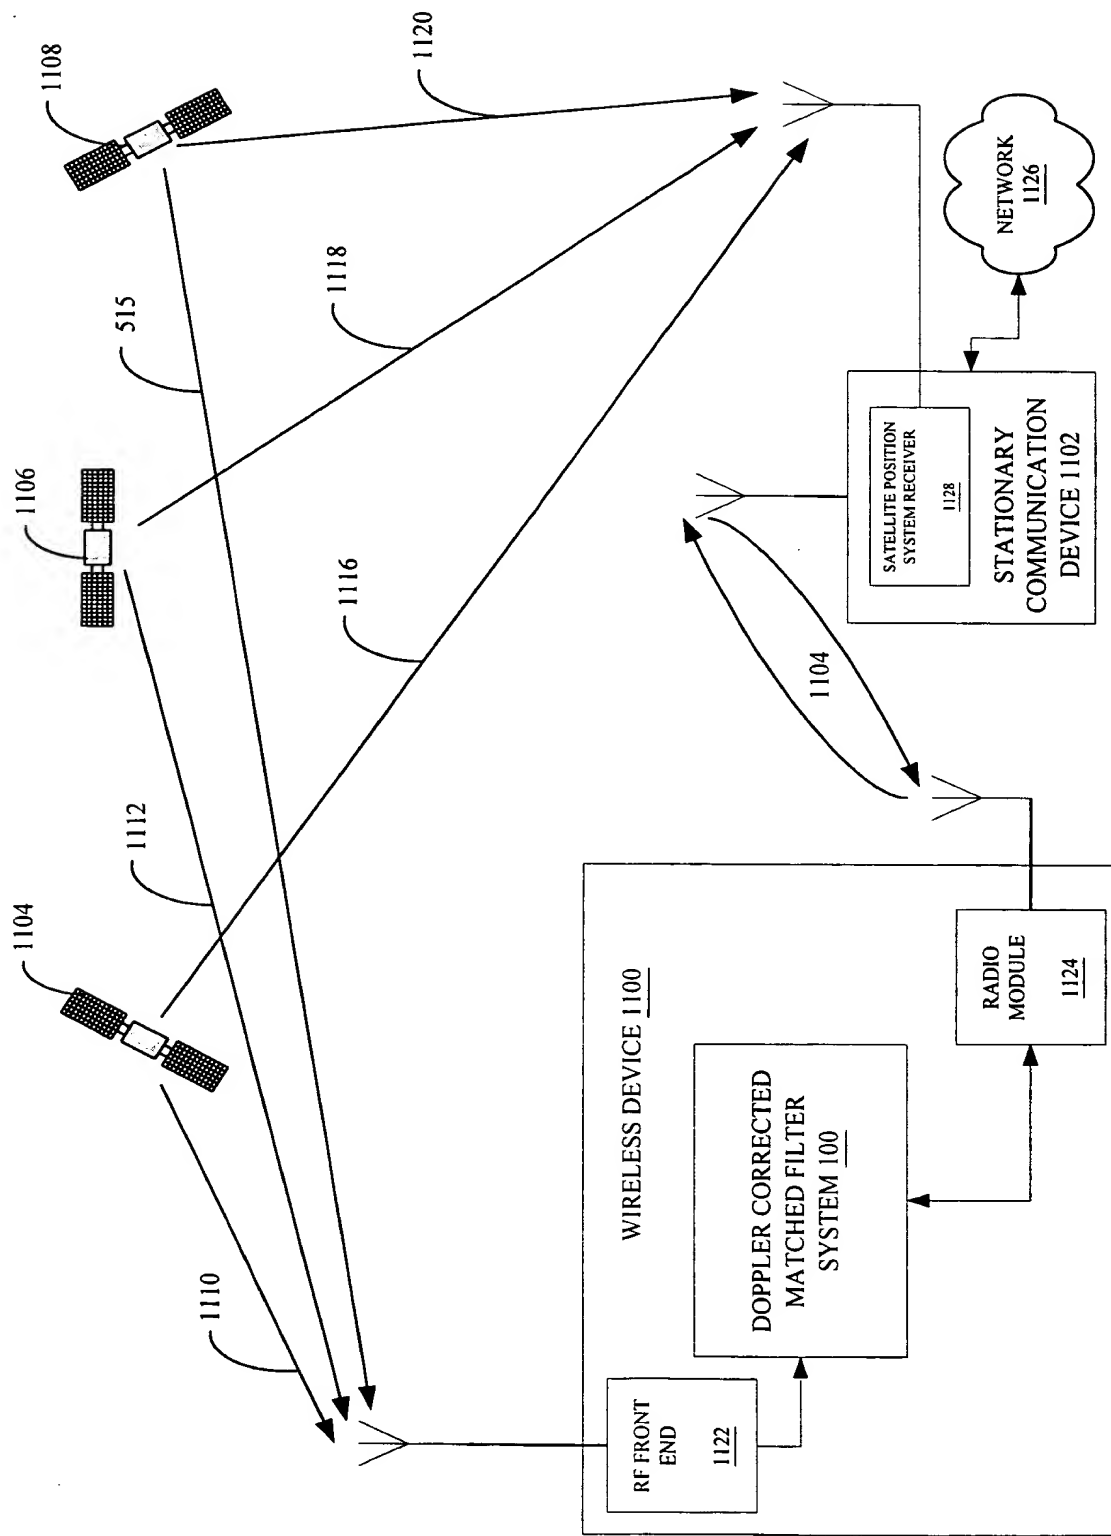 1104
1106
1108
1112
515
1120
1110
1116
1118
WIRELESS DEVICE 1100
RF FRONT
END
1122
DOPPLER CORRECTED
MATCHED FILTER
SYSTEM 100
RADIO
MODULE
1124
1104
SATELLITE POSITION
SYSTEM RECEIVER
1128
STATIONARY
COMMUNICATION
DEVICE 1102
NETWORK
1126